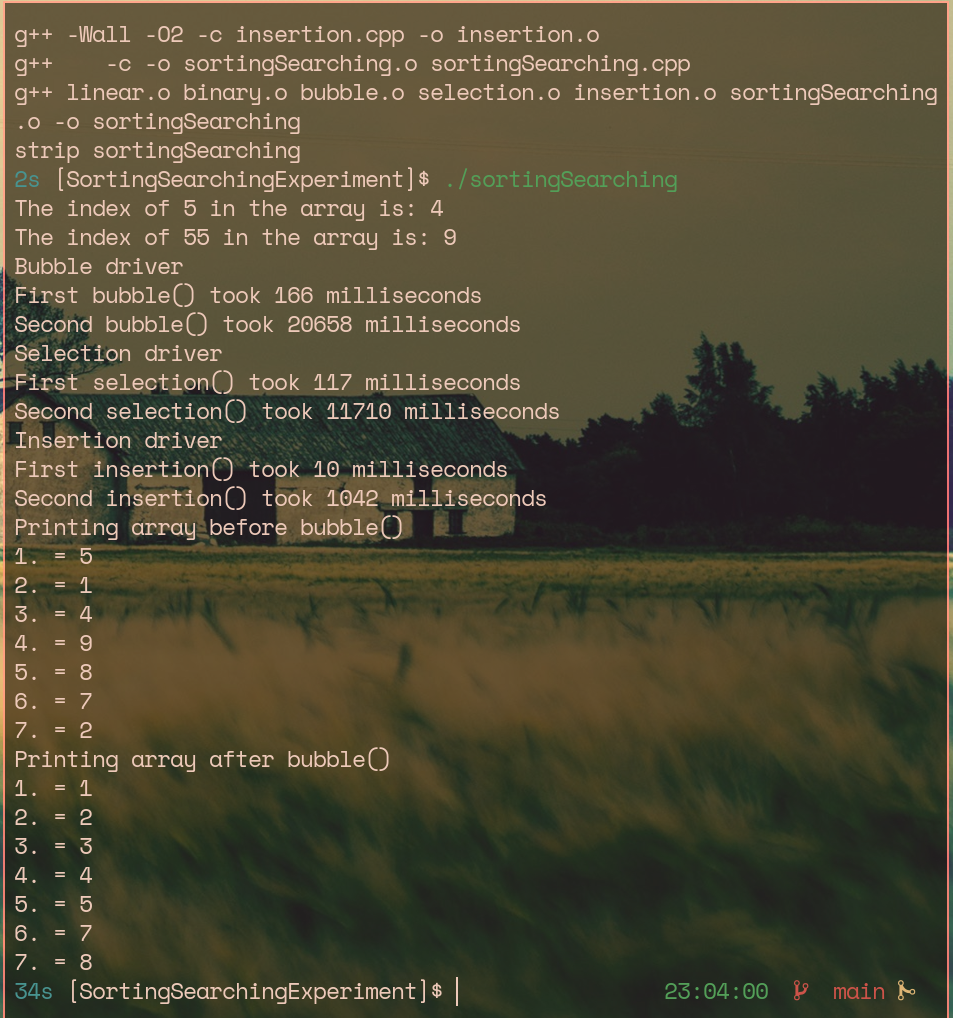 g++ -Wall -O2 -c insertion.cpp -o insertion.o
g++    -c -o sortingSearching.o sortingSearching.cpp
g++ linear.o binary.o bubble.o selection.o insertion.o sortingSearching
.o -o sortingSearching
strip sortingSearching
2s [SortingSearchingExperiment]$ ./sortingSearching
The index of 5 in the array is: 4
The index of 55 in the array is: 9
Bubble driver
First bubble() took 166 milliseconds
Second bubble() took 20658 milliseconds
Selection driver
First selection() took 117 milliseconds
Second selection() took 11710 milliseconds
Insertion driver
First insertion() took 10 milliseconds
Second insertion() took 1042 milliseconds
Printing array before bubble()
1. = 5
2. = 1
3. = 4
4. = 9
5. = 8
6. = 7
7. = 2
Printing array after bubble()
1. = 1
2. = 2
3. = 3
4. = 4
5. = 5
6. = 7
7. = 8
34s [SortingSearchingExperiment]$ 23:04:00 main